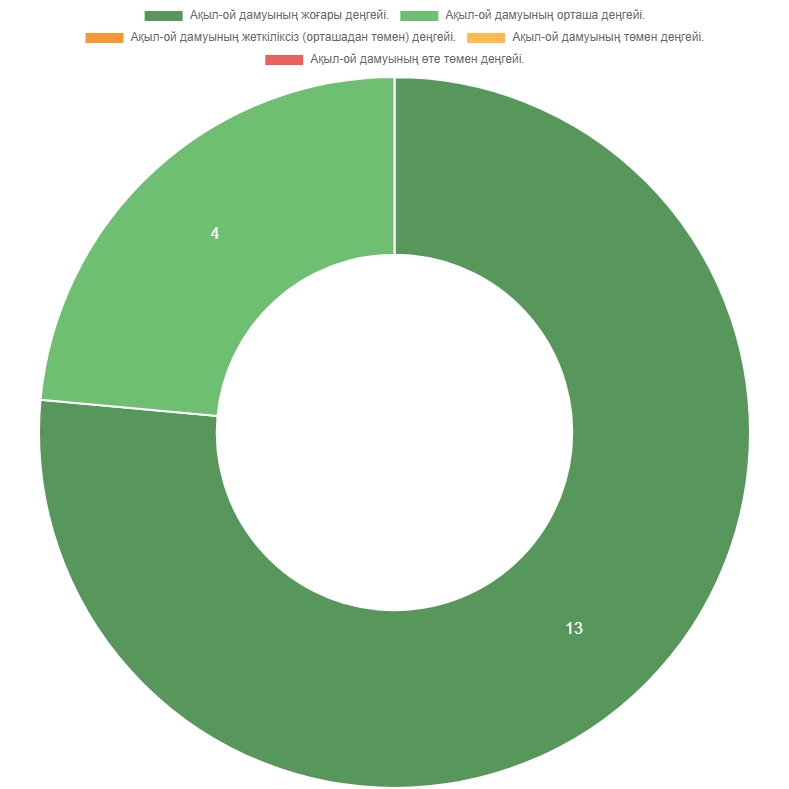 Ақыл-ой дамуының жоғары деңгейі. Ақыл-ой дамуының орташа деңгейі.
Ақыл-ой дамуының жеткіліксіз (орташадан төмен) деңгейі. Ақыл-ой дамуының төмен деңгейі.
Ақыл-ой дамуының өте төмен деңгейі.
4
13